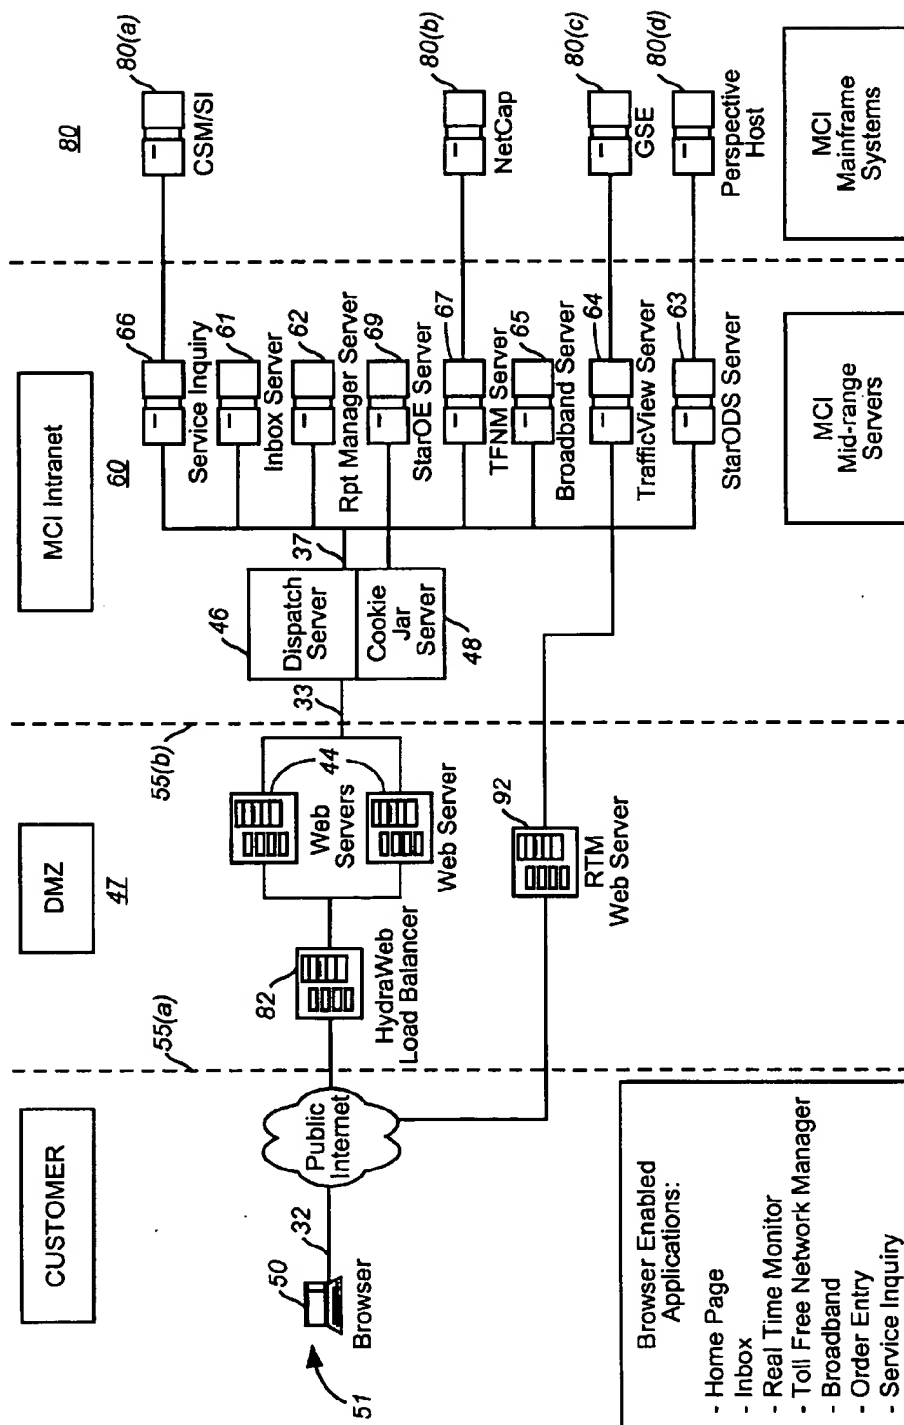 CUSTOMER
DMZ
47
MCI Intranet
60
80
55(a)
55(b)
51
50
Browser
32
Public
Internet
82
HydraWeb
Load Balancer
44
Web
Servers
Web Server
92
RTM
Web Server
33
46
Dispatch
Server
Cookie
Jar
Server
48
37
66
Service Inquiry
61
Inbox Server
62
Rpt Manager Server
69
StarOE Server
67
TFNM Server
65
Broadband Server
64
TrafficView Server
63
StarODS Server
80(a)
CSM/SI
80(b)
NetCap
80(c)
GSE
80(d)
Perspective
Host
Browser Enabled
Applications:
- Home Page
- Inbox
- Real Time Monitor
- Toll Free Network Manager
- Broadband
- Order Entry
- Service Inquiry
MCI
Mid-range
Servers
MCI
Mainframe
Systems